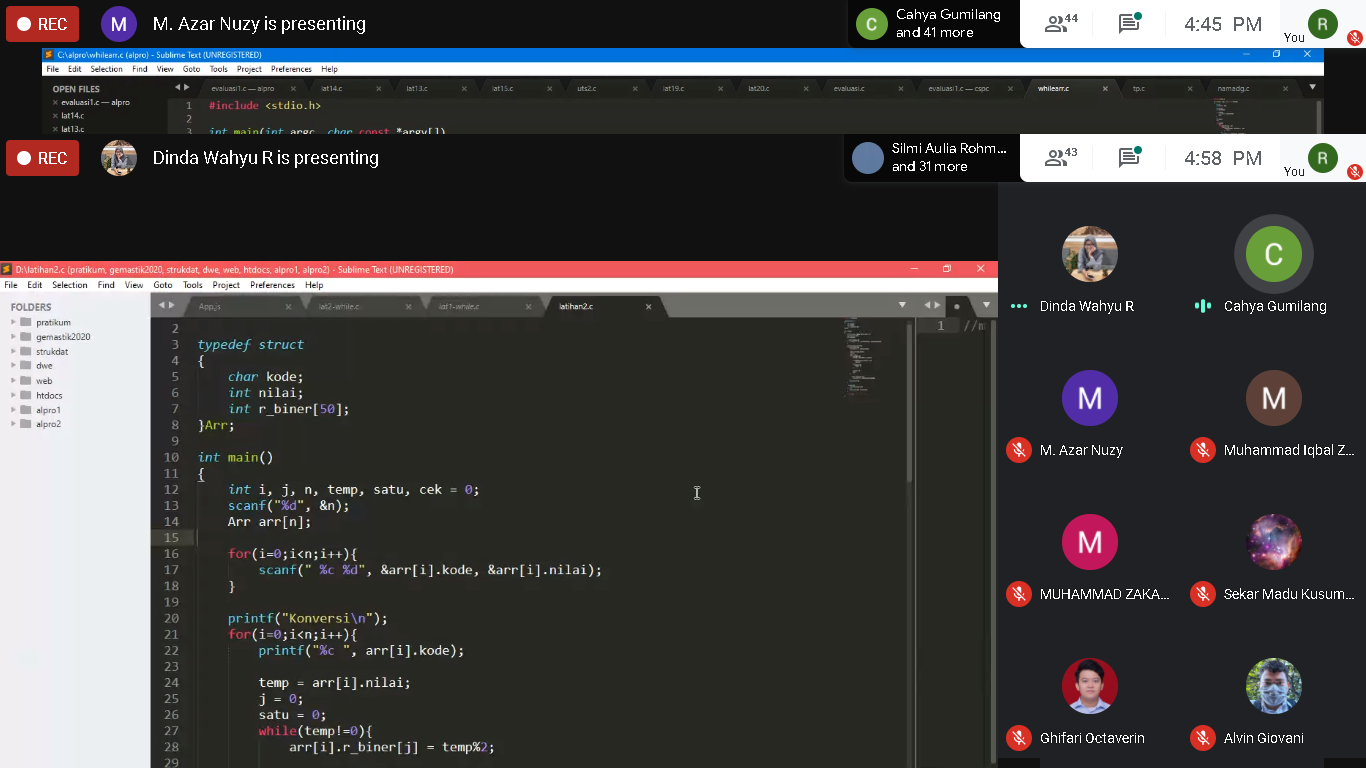 REC
M
M. Azar Nuzy is presenting
C
Cahya Gumilang
and 41 more
44
4:45 PM
You
R
C:\alpro\whilearr.c (alpro) - Sublime Text (UNREGISTERED)
File Edit Selection Find View Goto Tools Project Preferences Help
OPEN FILES
evaluasi1.c — alpro
lat14.c
lat13.c
evaluasi1.c — alpro
lat14.c
lat13.c
lat15.c
uts2.c
lat19.c
lat20.c
evaluasi.c
evaluasi1.c — cspc
whilearr.c
tp.c
namadg.c
1 #include <stdio.h>
2
3 int main(int argc, char const *argv[])
REC
Dinda Wahyu R is presenting
Silmi Aulia Rohm...
and 31 more
43
4:58 PM
You
R
D:\latihan2.c (pratikum, gemastik2020, strukdat, dwe, web, htdocs, alpro1, alpro2) - Sublime Text (UNREGISTERED)
File Edit Selection Find View Goto Tools Project Preferences Help
FOLDERS
pratikum
gemastik2020
strukdat
dwe
web
htdocs
alpro1
alpro2
App.js
lat2-while.c
lat1-while.c
latihan2.c
2
3 typedef struct
4 {
5 char kode;
6 int nilai;
7 int r_biner[50];
8 }Arr;
9
10 int main()
11 {
12 int i, j, n, temp, satu, cek = 0;
13 scanf("%d", &n);
14 Arr arr[n];
15
16 for(i=0;i<n;i++){
17 scanf(" %c %d", &arr[i].kode, &arr[i].nilai);
18 }
19
20 printf("Konversi\n");
21 for(i=0;i<n;i++){
22 printf("%c ", arr[i].kode);
23
24 temp = arr[i].nilai;
25 j = 0;
26 satu = 0;
27 while(temp!=0){
28 arr[i].r_biner[j] = temp%2;
29
1 //m
Dinda Wahyu R
C
Cahya Gumilang
M
M. Azar Nuzy
M
Muhammad Iqbal Z...
M
MUHAMMAD ZAKA...
Sekar Madu Kusum...
Ghifari Octaverin
Alvin Giovani